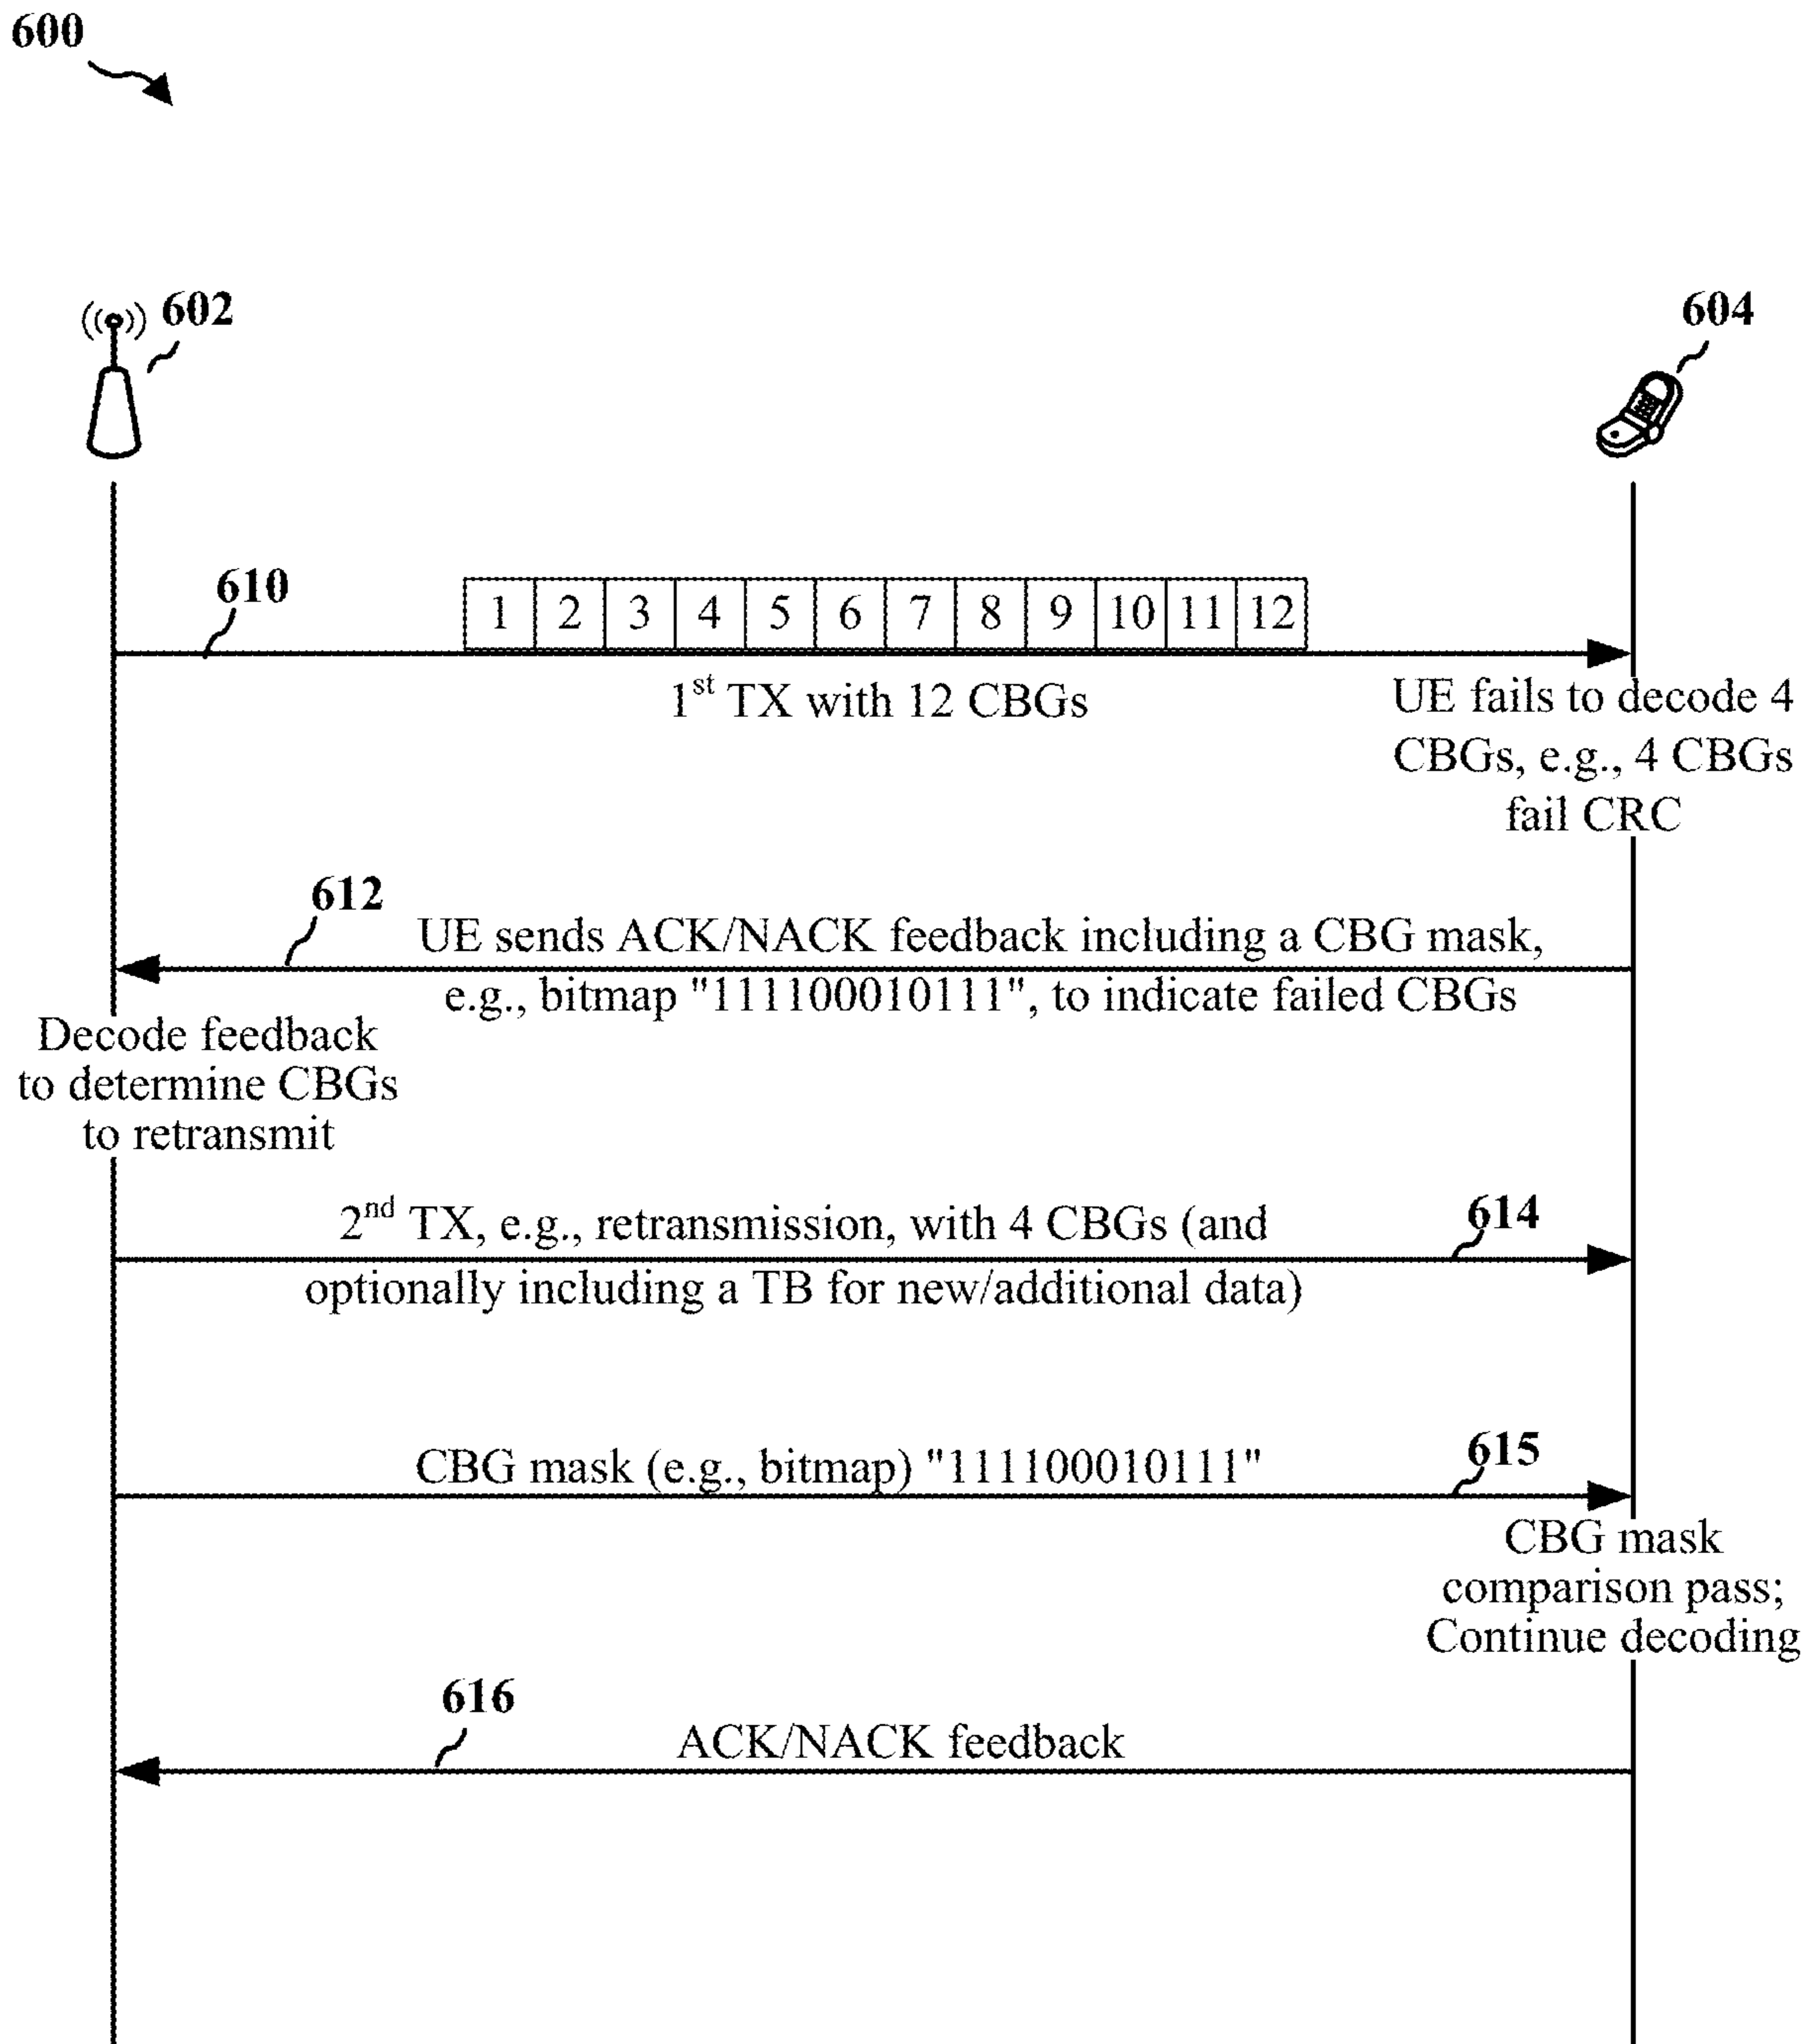 600
602
604
610
1 2 3 4 5 6 7 8 9 10 11 12
1st TX with 12 CBGs
UE fails to decode 4
CBGs, e.g., 4 CBGs
fail CRC
612
UE sends ACK/NACK feedback including a CBG mask,
e.g., bitmap "111100010111", to indicate failed CBGs
Decode feedback
to determine CBGs
to retransmit
614
2nd TX, e.g., retransmission, with 4 CBGs (and
optionally including a TB for new/additional data)
615
CBG mask (e.g., bitmap) "111100010111"
CBG mask
comparison pass;
Continue decoding
616
ACK/NACK feedback